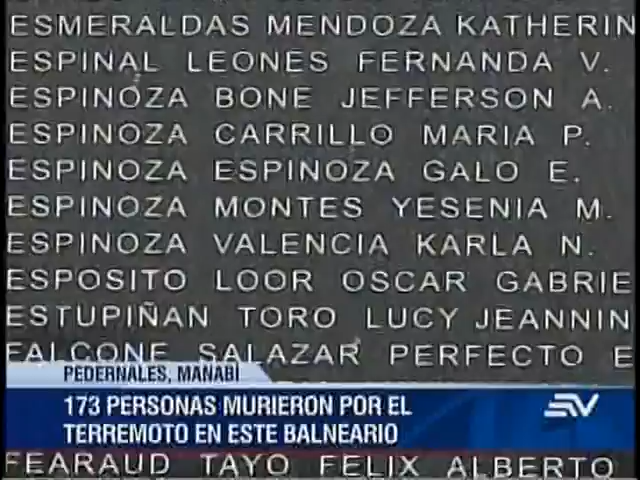 ESMERALDAS MENDOZA KATHERIN
ESPINAL LEONES FERNANDA V.
ESPINOZA BONE JEFFERSON A.
ESPINOZA CARRILLO MARIA P.
ESPINOZA ESPINOZA GALO E.
ESPINOZA MONTES YESENIA M.
ESPINOZA VALENCIA KARLA N.
ESPOSITO LOOR OSCAR GABRIE
ESTUPIÑAN TORO LUCY JEANNIN
FALCONE SALAZAR PERFECTO E
PEDERNALES, MANABÍ
173 PERSONAS MURIERON POR EL
TERREMOTO EN ESTE BALNEARIO
FEARAUD TAYO FELIX ALBERTO